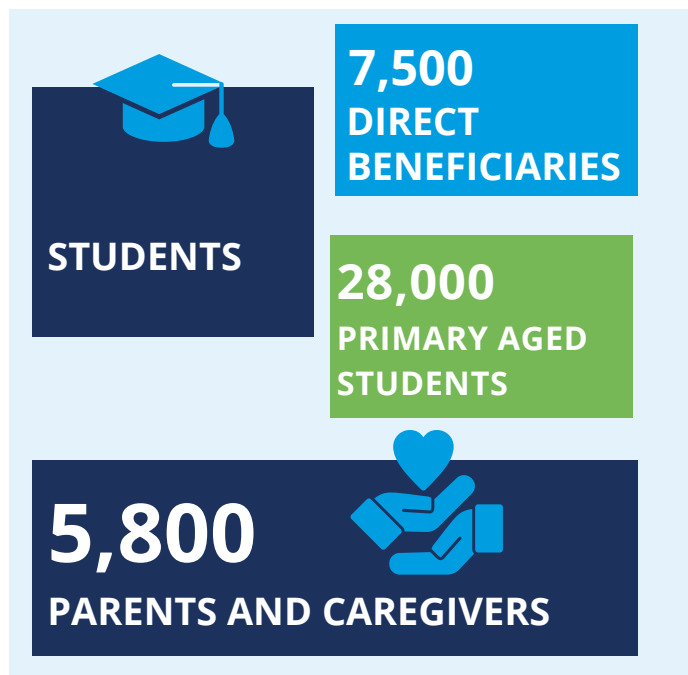 STUDENTS
7,500
DIRECT
BENEFICIARIES
28,000
PRIMARY AGED
STUDENTS
5,800
PARENTS AND CAREGIVERS